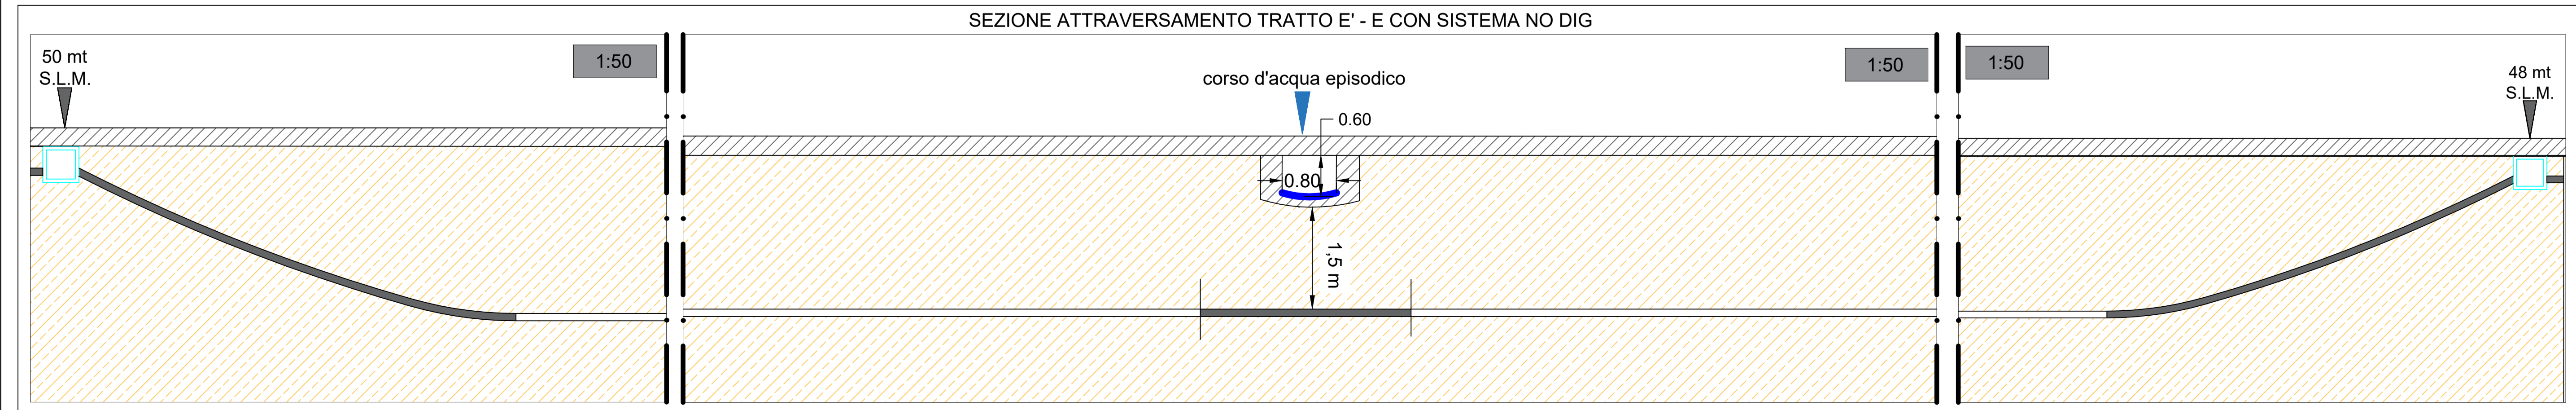 SEZIONE ATTRAVERSAMENTO TRATTO E' - E CON SISTEMA NO DIG
50 mt
S.L.M.
1:50
corso d'acqua episodico
0.60
0.80
1,5 m
1:50
1:50
48 mt
S.L.M.